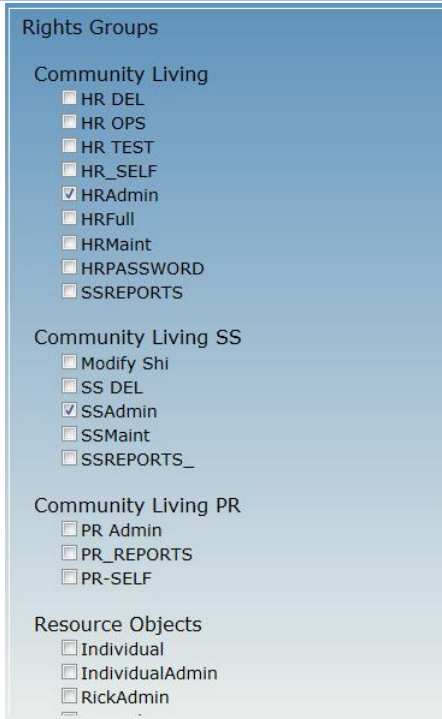 Rights Groups
Community Living
HR DEL
HR OPS
HR TEST
HR_SELF
HRAdmin
HRFull
HRMaint
HRPASSWORD
SSREPORTS
Community Living SS
Modify Shi
SS DEL
SSAdmin
SSMaint
SSREPORTS_
Community Living PR
PR Admin
PR_REPORTS
PR-SELF
Resource Objects
Individual
IndividualAdmin
RickAdmin